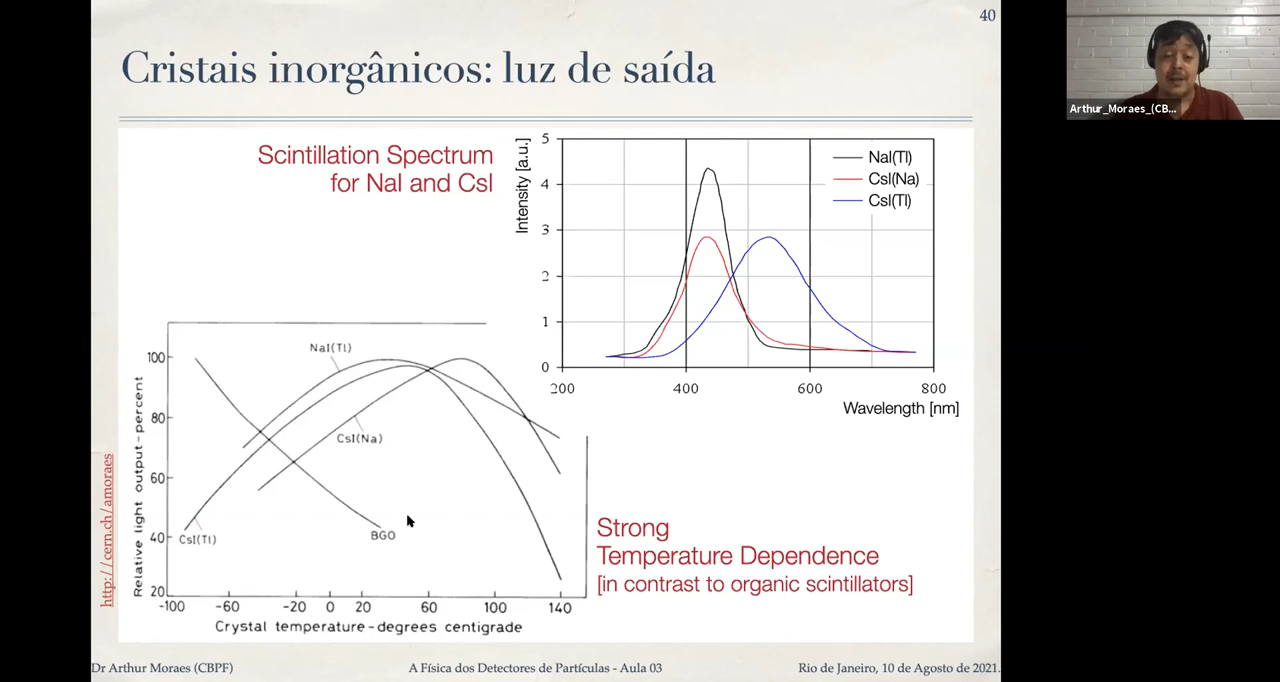 40
Cristais inorgânicos: luz de saída
Arthur_Moraes_(CB...
Scintillation Spectrum
for NaI and CsI
Intensity [a.u.]
5
4
3
2
1
0
200
400
600
800
Wavelength [nm]
NaI(Tl)
CsI(Na)
CsI(Tl)
Relative light output-percent
100
80
60
40
20
NaI(Tl)
CsI(Na)
CsI(Tl)
BGO
-100
-60
-20
0
20
60
100
140
Crystal temperature-degrees centigrade
Strong
Temperature Dependence
[in contrast to organic scintillators]
http://cern.ch/amoraes
Dr Arthur Moraes (CBPF)
A Física dos Detectores de Partículas - Aula 03
Rio de Janeiro, 10 de Agosto de 2021.